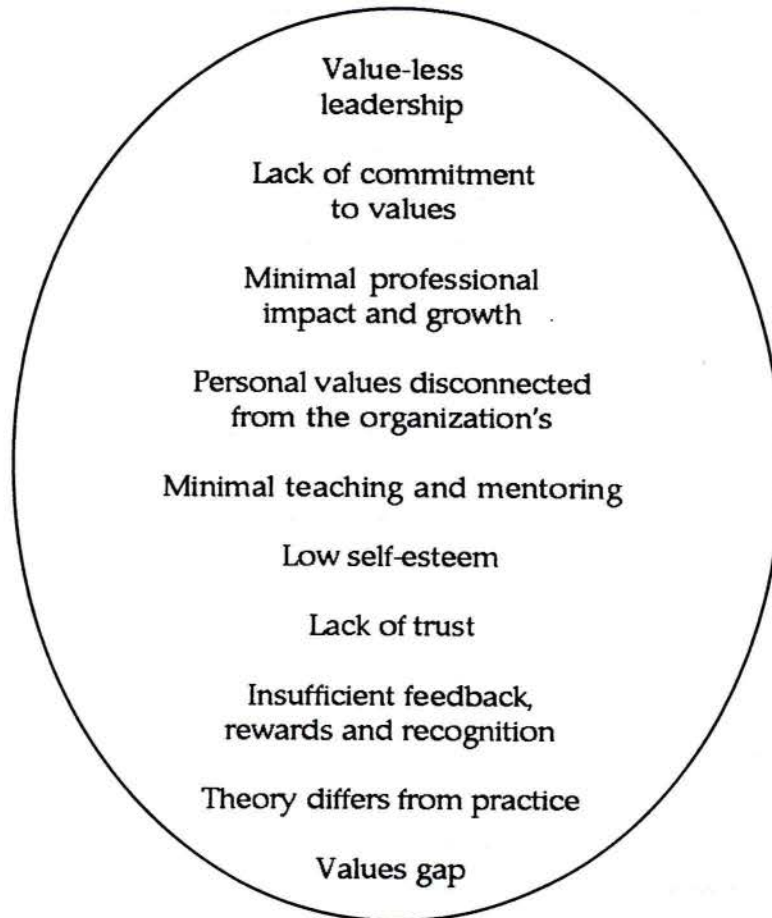 Value-less
leadership
Lack of commitment
to values
Minimal professional
impact and growth
Personal values disconnected
from the organization's
Minimal teaching and mentoring
Low self-esteem
Lack of trust
Insufficient feedback,
rewards and recognition
Theory differs from practice
Values gap